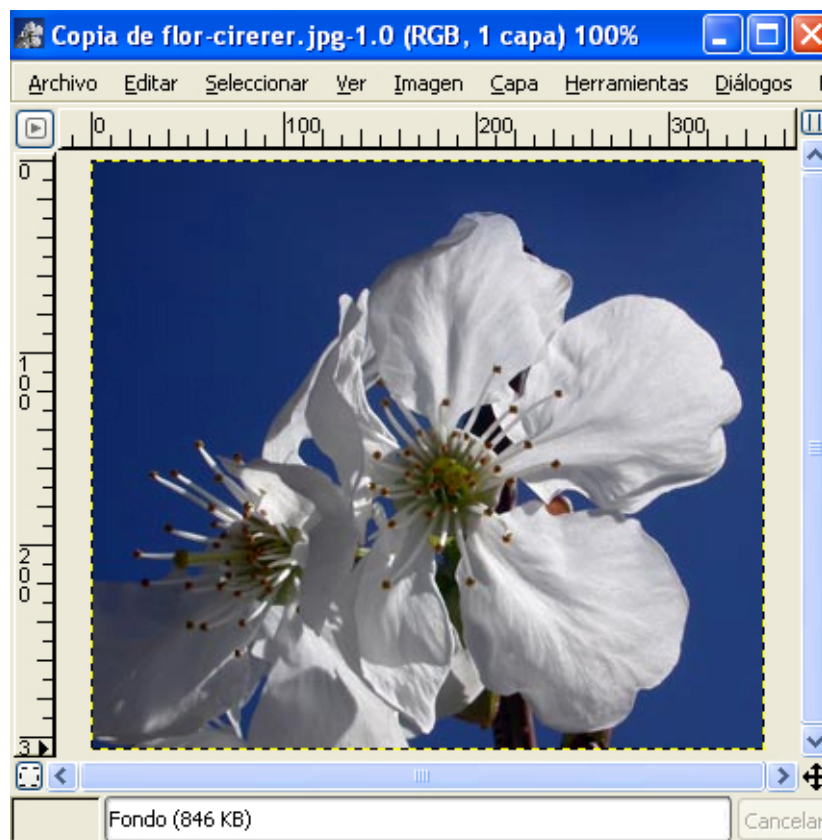 Copia de flor-cirerer.jpg-1.0 (RGB, 1 capa) 100%
Archivo Editar Seleccionar Ver Imagen Capa Herramientas Diálogos
0 100 200 300
0
100
200
3
Fondo (846 KB) Cancelar